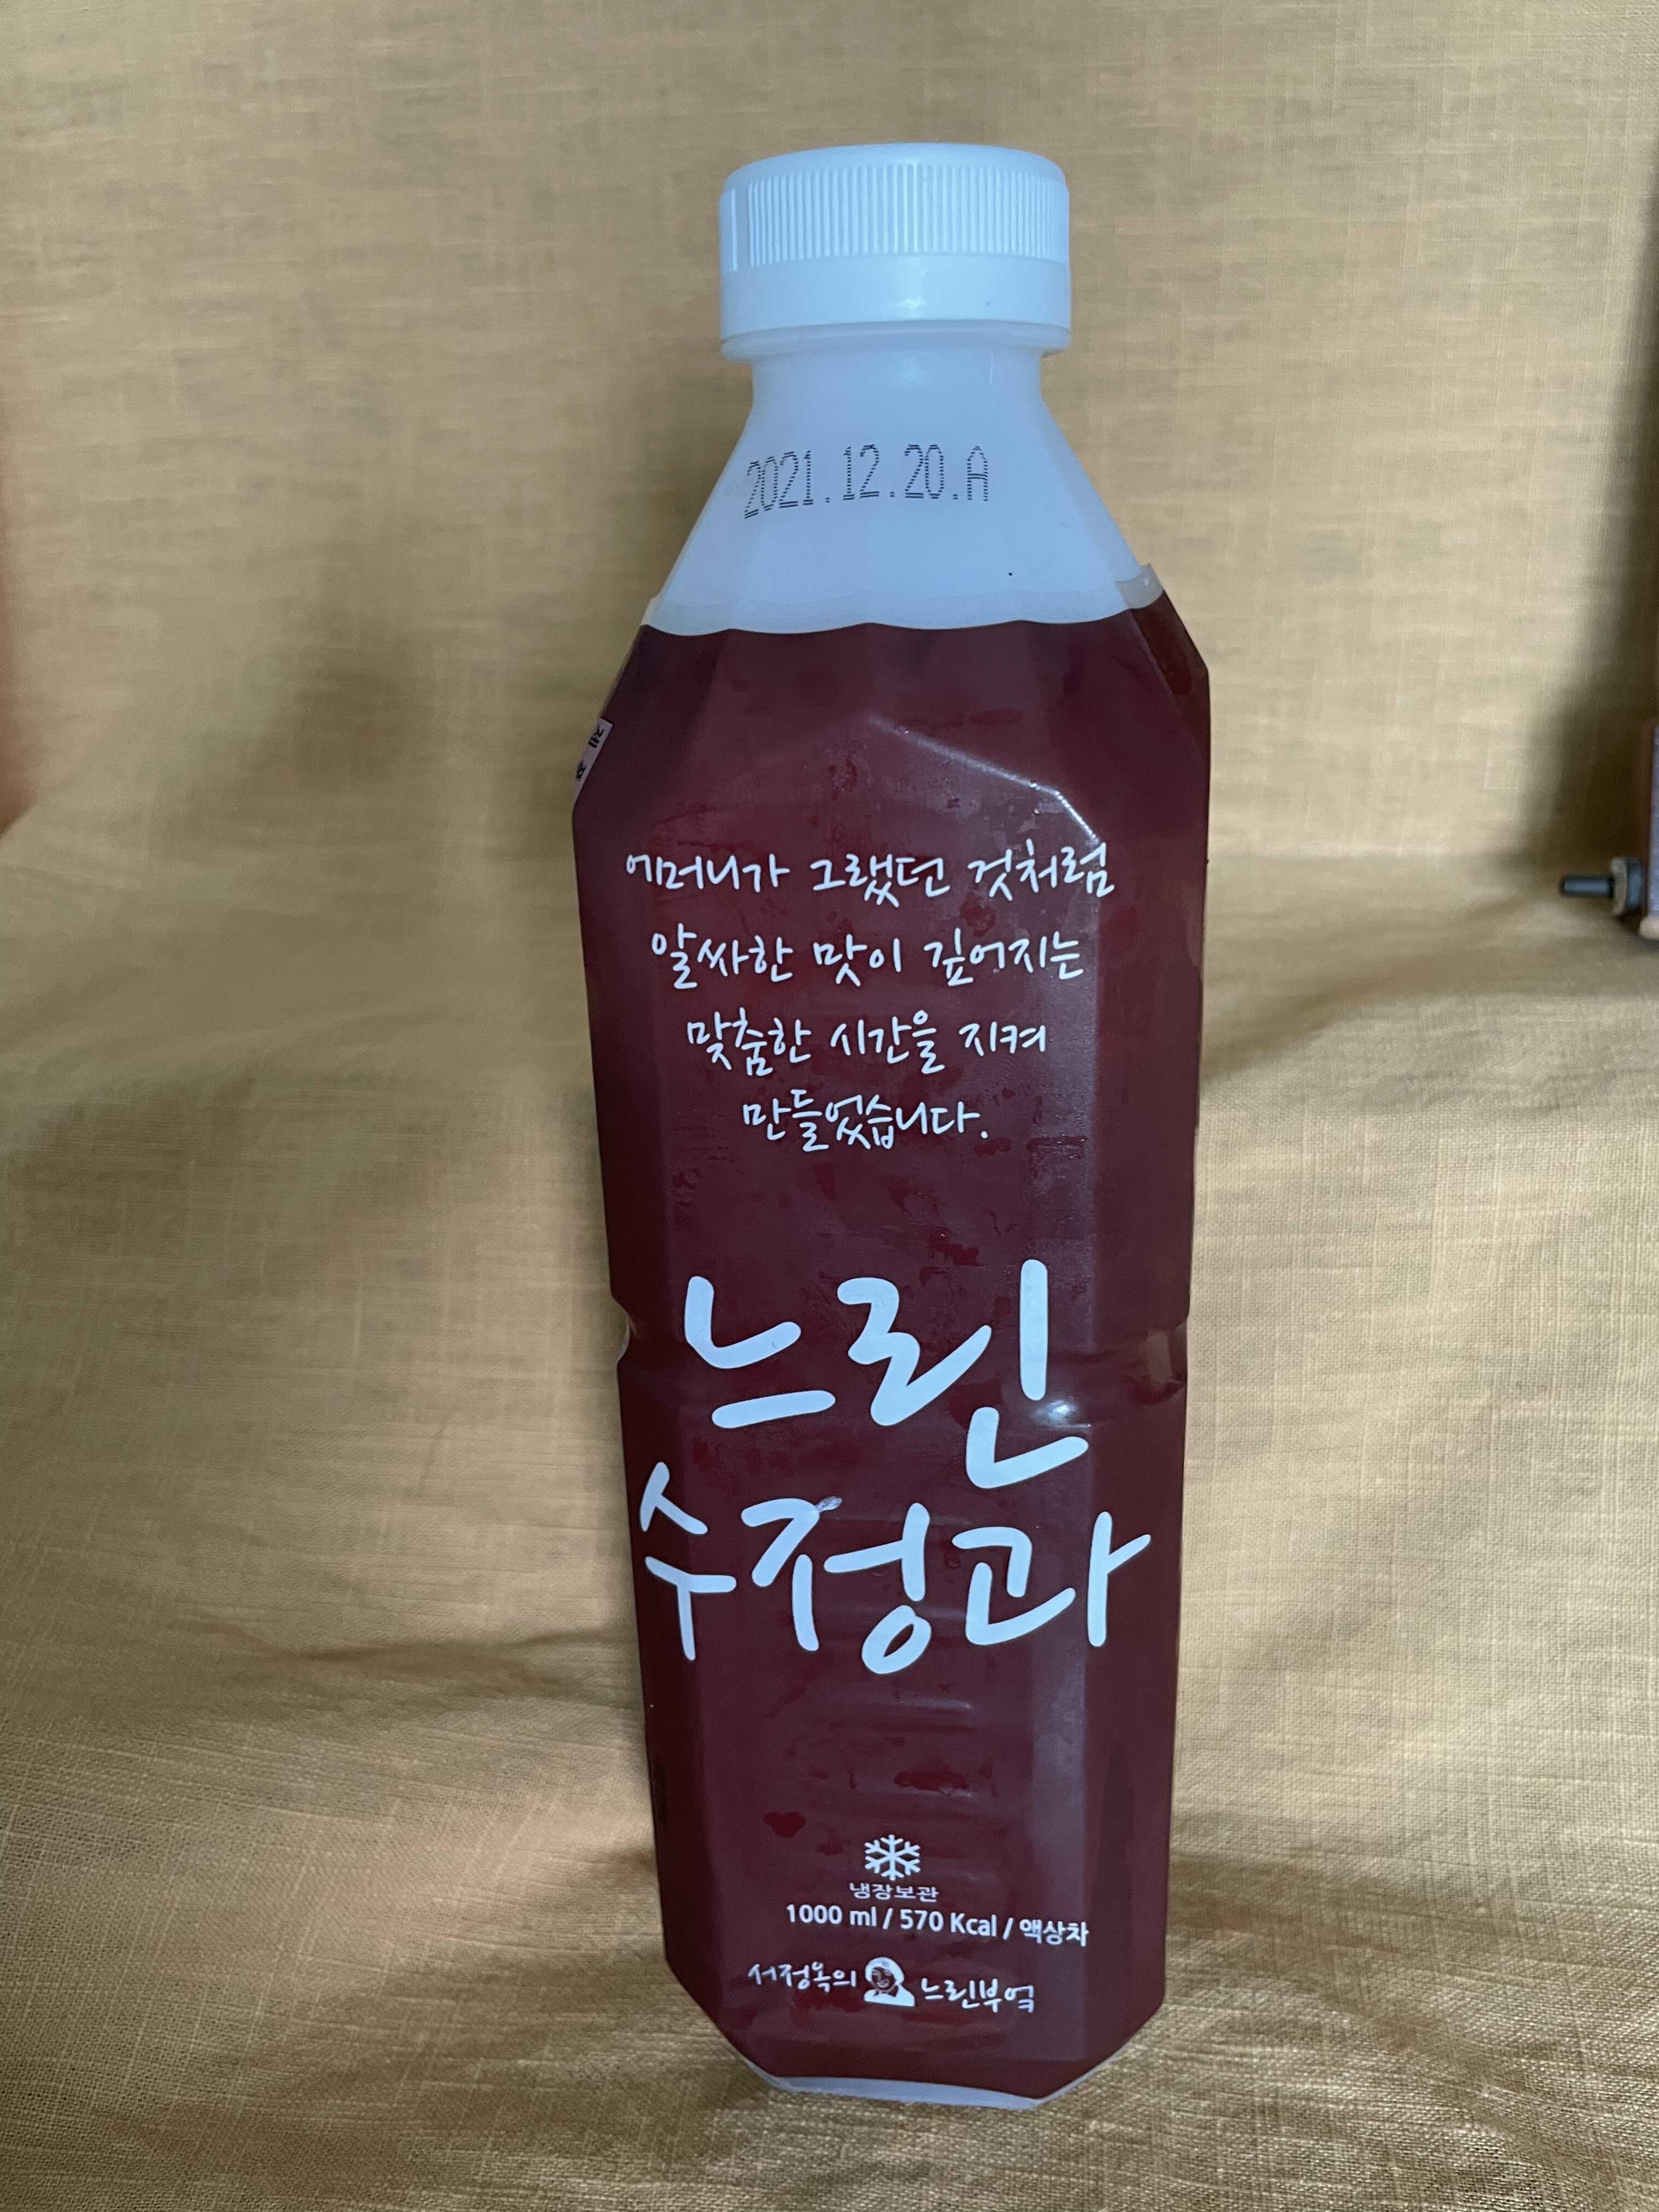 2021.12.20.A
에머니가 그랬던 것처럼
알싸한 맛이 깊어지는
맞춤한 시간을 지켜
만들었습니다.
느린
수정과
냉장보관
1000 ml / 570 Kcal / 액상차
서정옥의 느린부엌